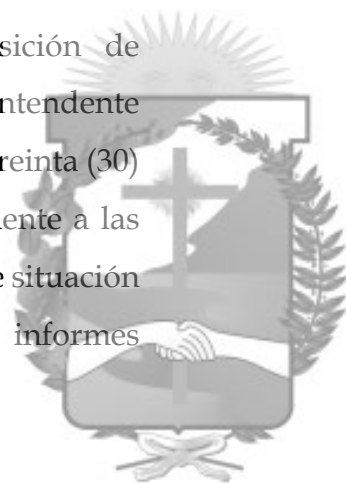 sición de
ntendente
reinta (30)
ente a las
e situación
informes